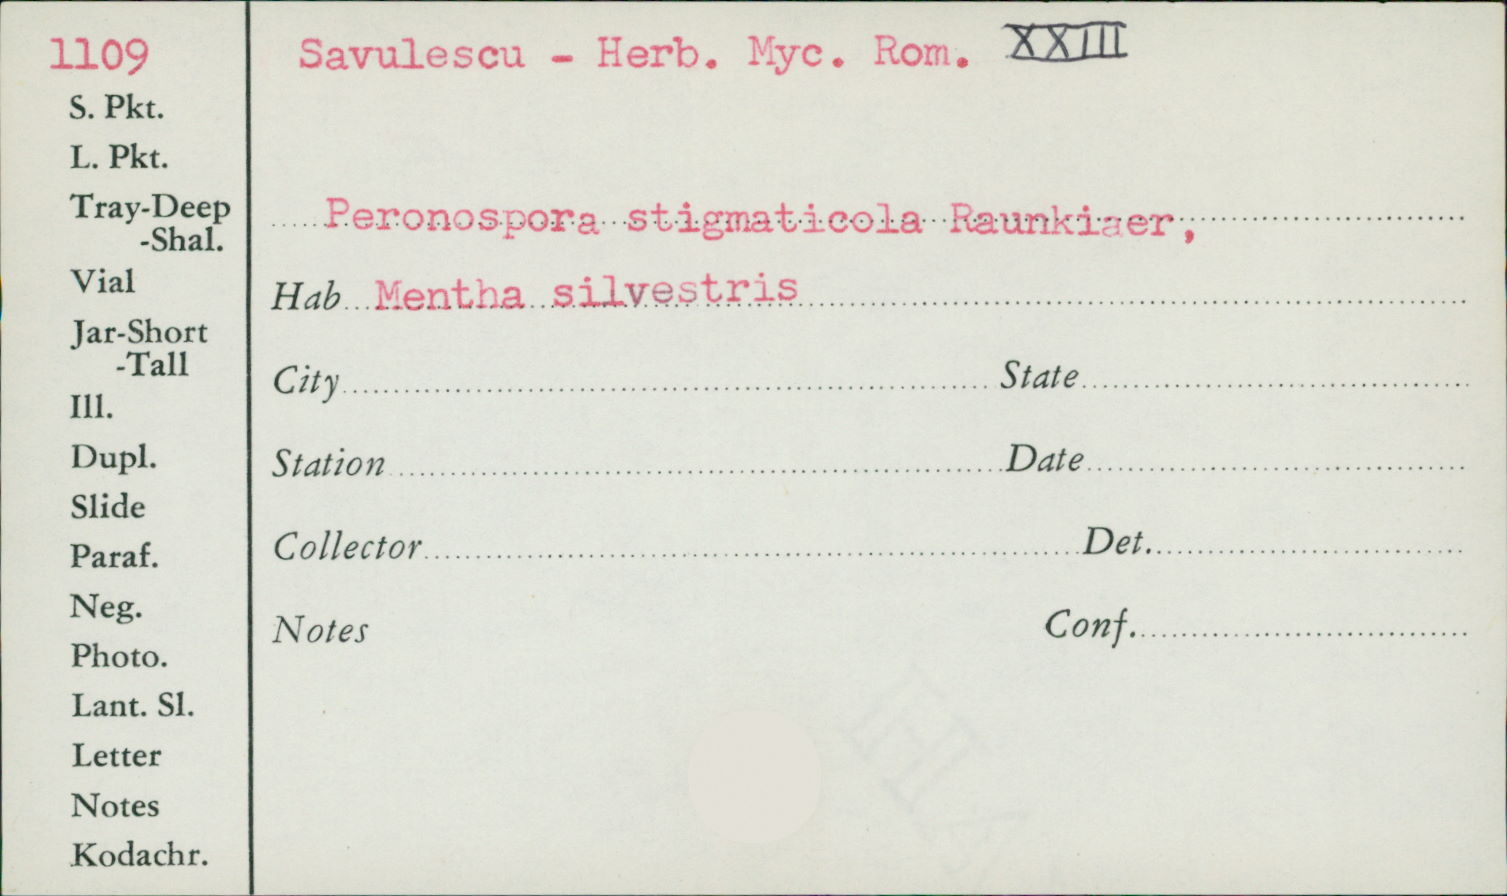 1109
Savulescu - Herb. Myc. Rom. XXIII
S. Pkt.
L. Pkt.
Tray-Deep
-Shal.
Vial
Jar-Short
-Tall
Ill.
Dupl.
Slide
Paraf.
Neg.
Photo.
Lant. Sl.
Letter
Notes
Kodachr.
Peronospora stigmaticola Raunkiaer,
Hab Mentha silvestris
City State
Station Date
Collector Det.
Notes Conf.